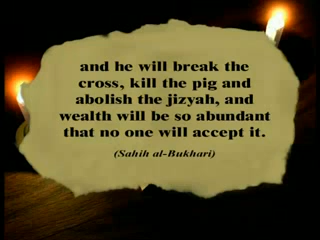 and he will break the
cross, kill the pig and
abolish the jizyah, and
wealth will be so abundant
that no one will accept it.
(Sahih al-Bukhari)